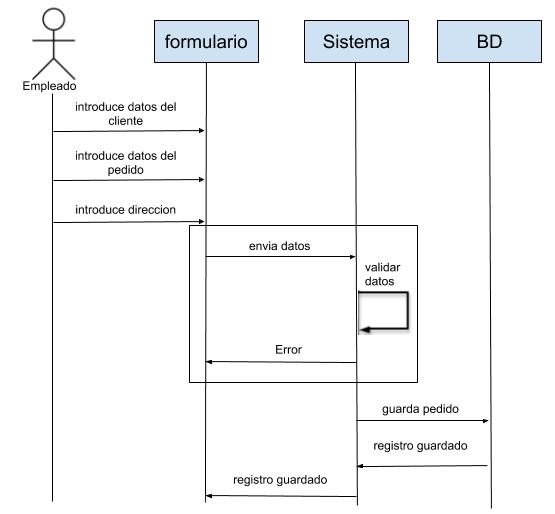 formulario
Sistema
BD
Empleado
introduce datos del
cliente
introduce datos del
pedido
introduce direccion
envia datos
validar
datos
Error
guarda pedido
registro guardado
registro guardado